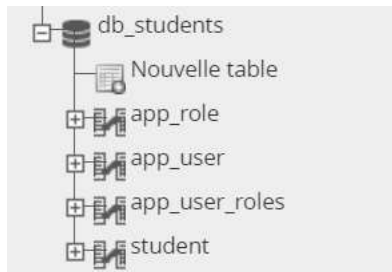 db_students
Nouvelle table
app_role
app_user
app_user_roles
student